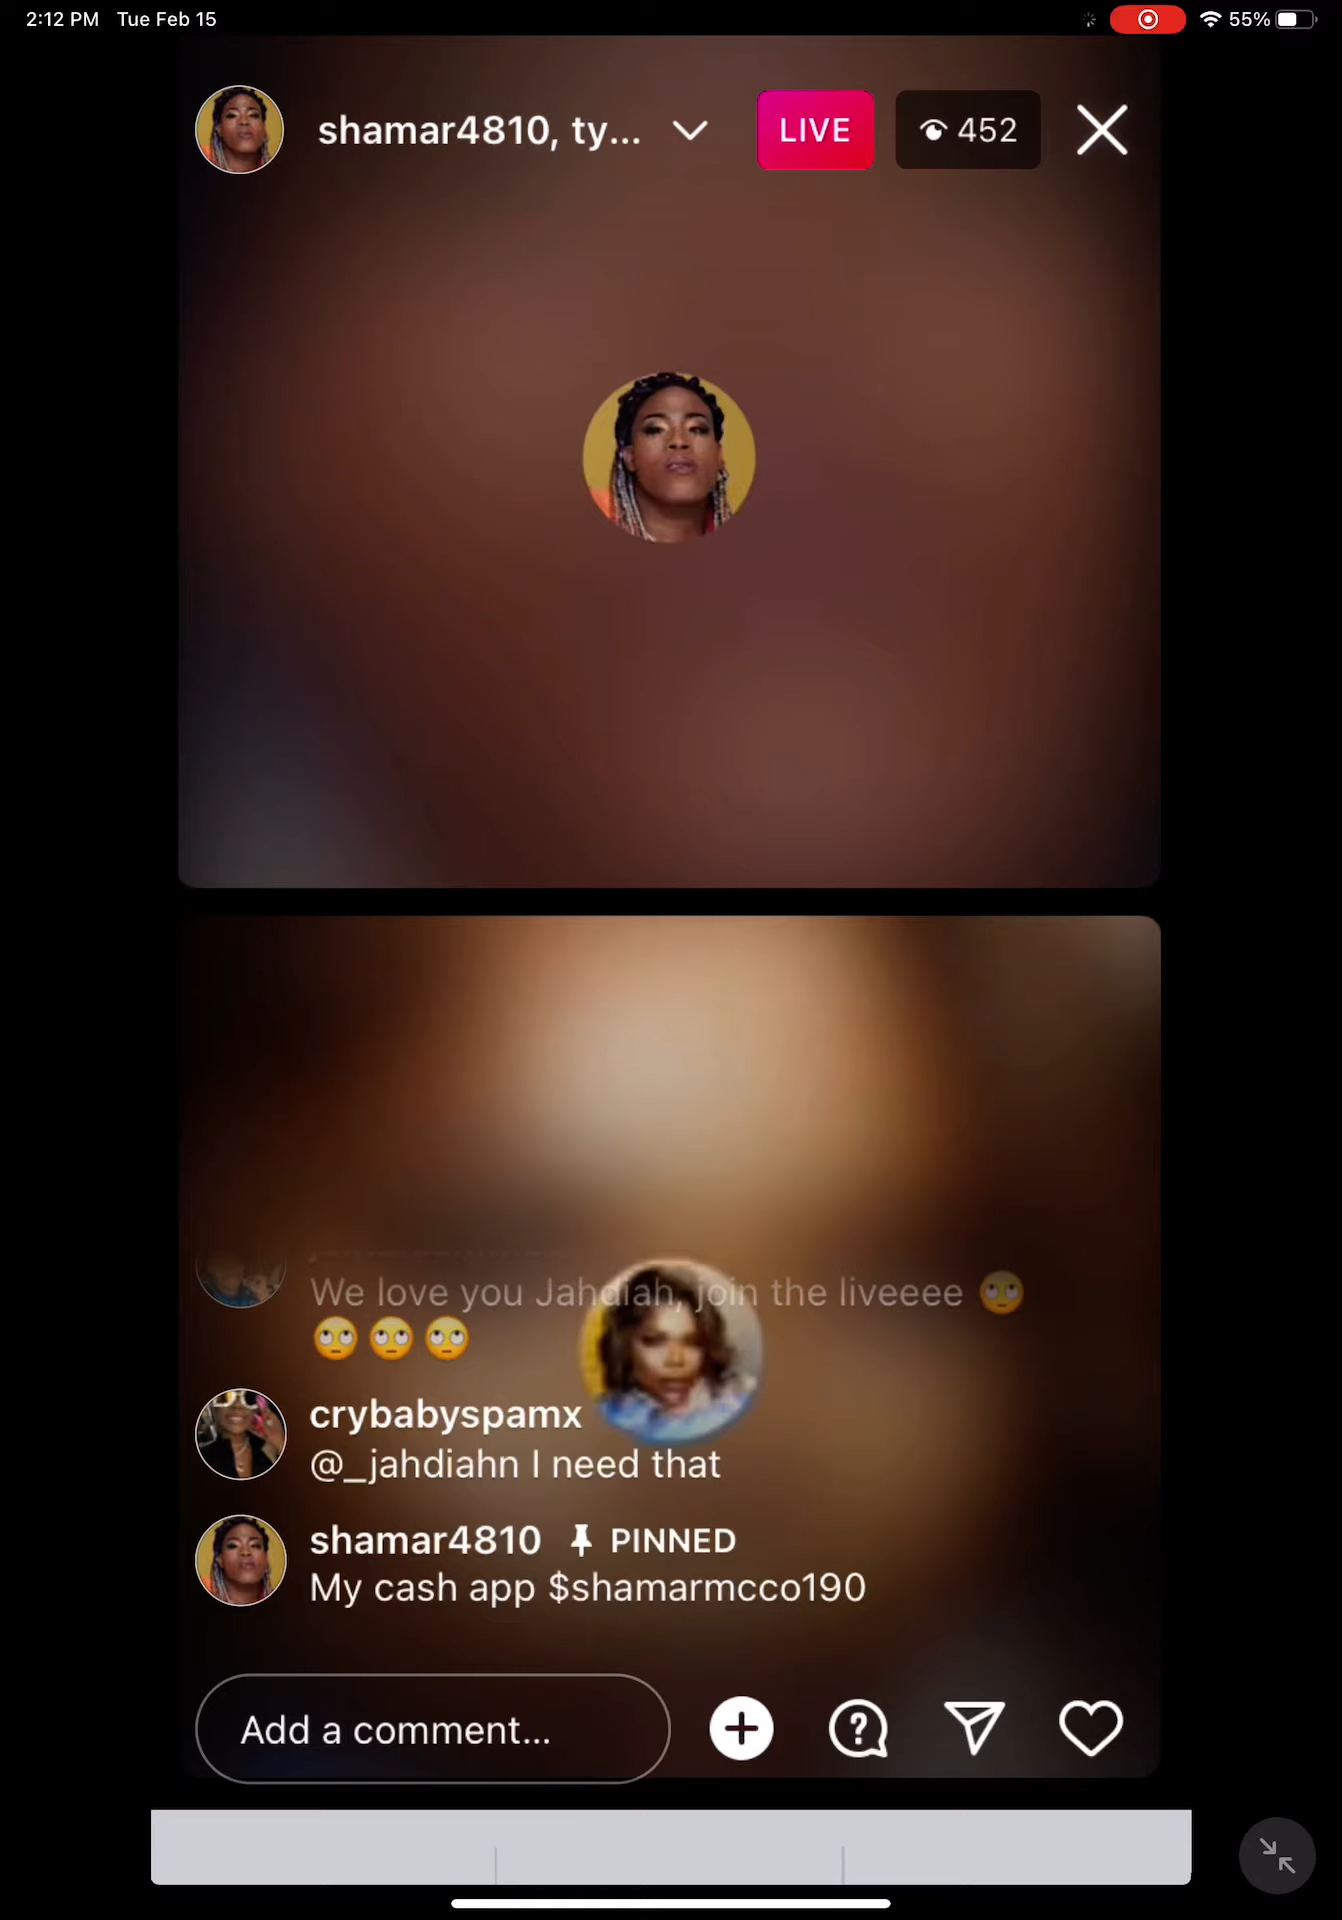 2:12 PM Tue Feb 15
55%
shamar4810, ty...
LIVE
452
We love you Jahdiah, join the liveeee 🙄
🙄🙄🙄
crybabyspamx
@_jahdiahn I need that
shamar4810 PINNED
My cash app $shamarmcco190
Add a comment...